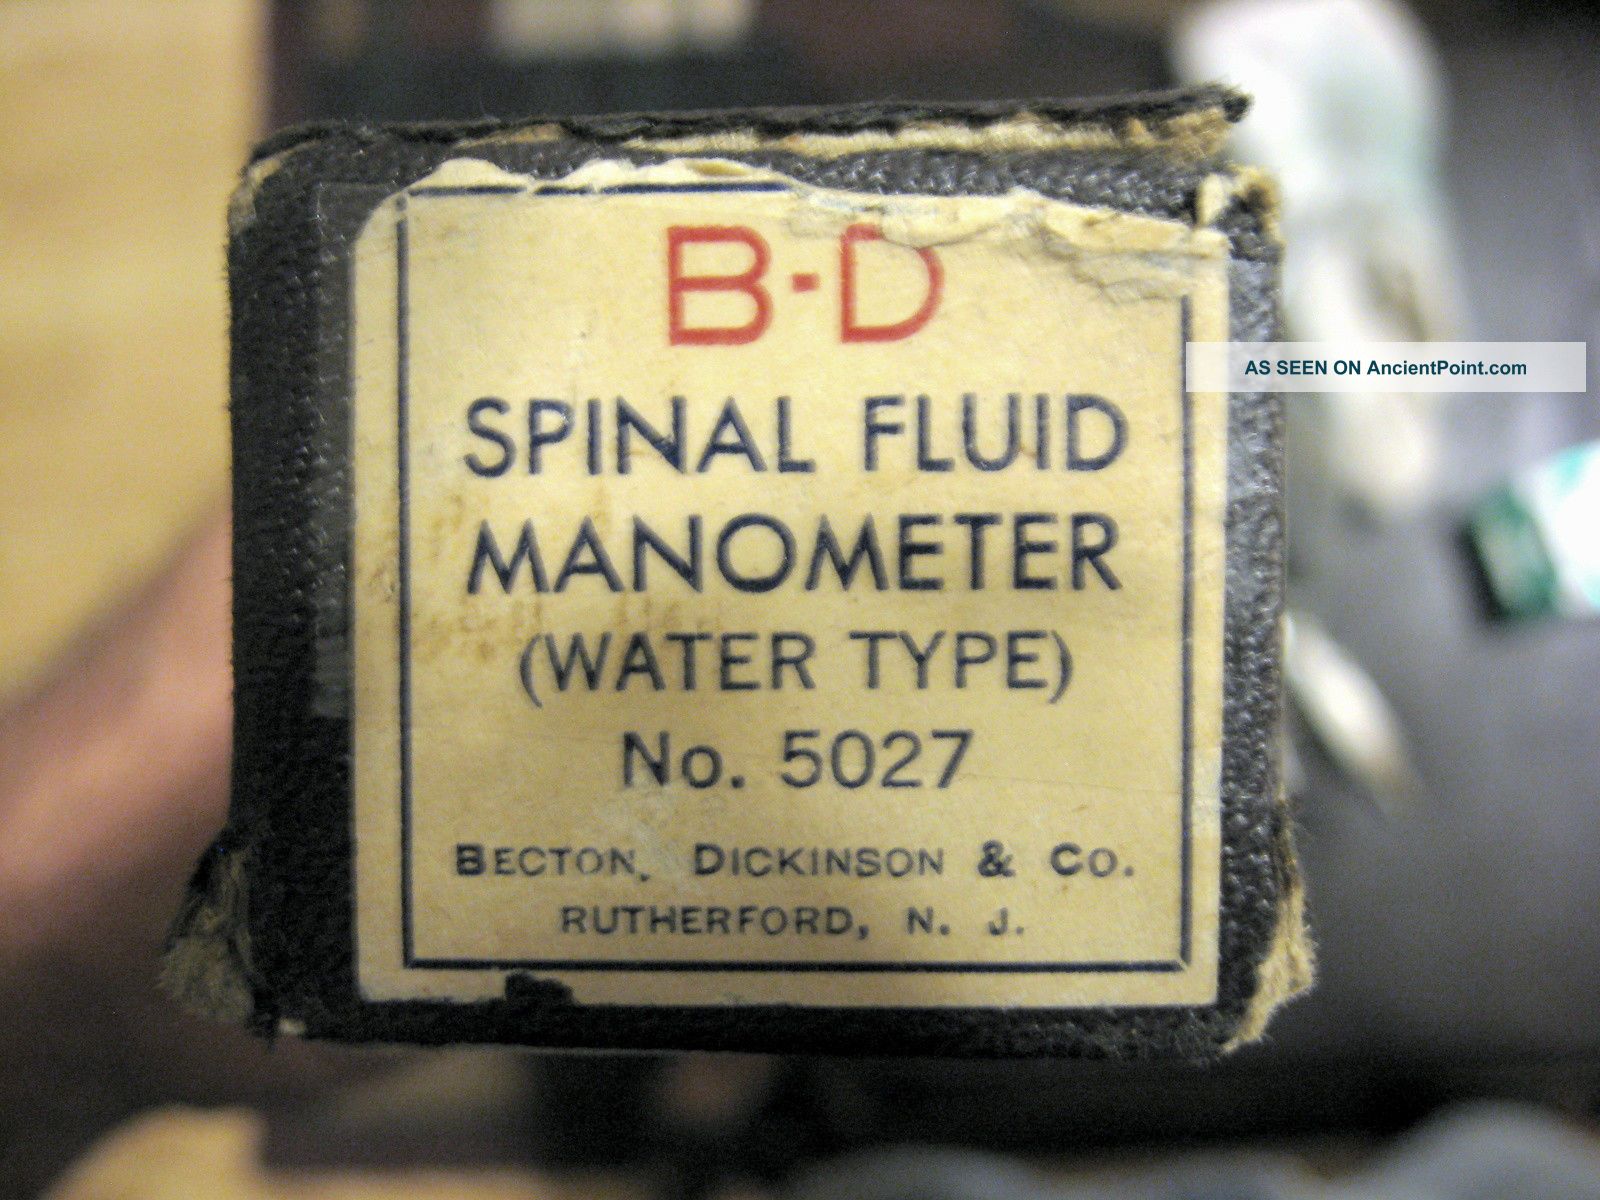 B-D
SPINAL FLUID
MANOMETER
(WATER TYPE)
No. 5027
BECTON, DICKINSON & CO.
RUTHERFORD, N. J.
AS SEEN ON AncientPoint.com